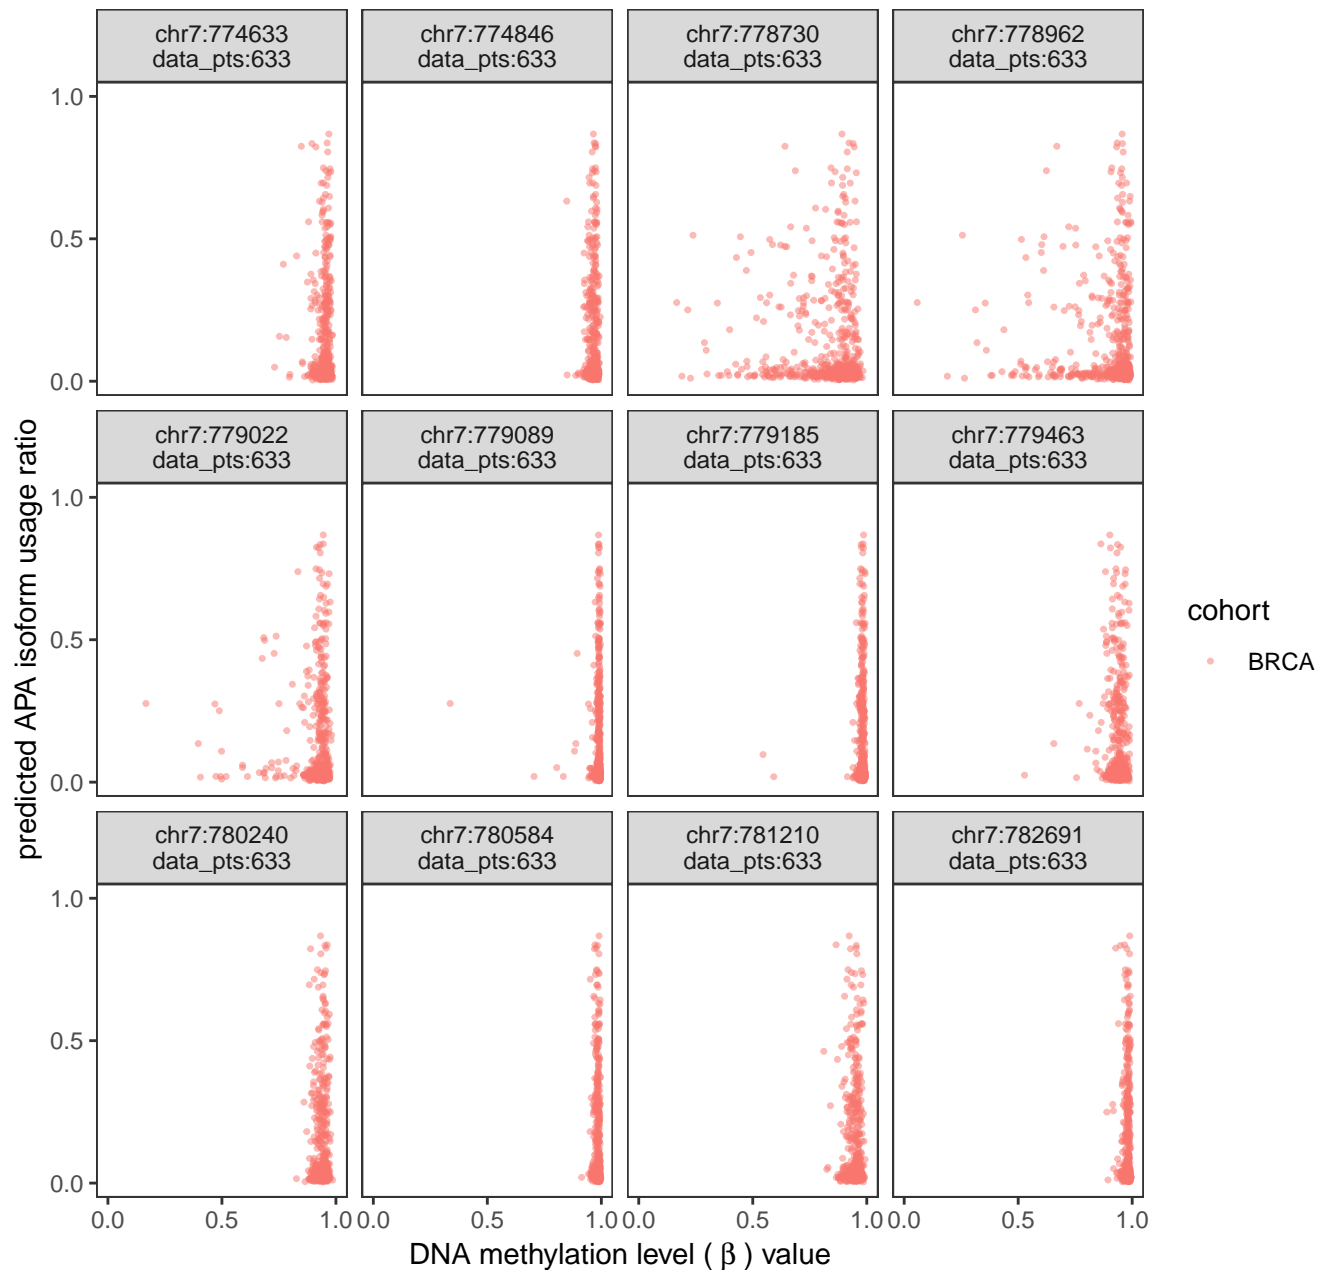 chr7:774633
data_pts:633
chr7:774846
data_pts:633
chr7:778730
data_pts:633
chr7:778962
data_pts:633
1.0
0.5
0.0
chr7:779022
data_pts:633
chr7:779089
data_pts:633
chr7:779185
data_pts:633
chr7:779463
data_pts:633
1.0
0.5
0.0
predicted APA isoform usage ratio
cohort
BRCA
chr7:780240
data_pts:633
chr7:780584
data_pts:633
chr7:781210
data_pts:633
chr7:782691
data_pts:633
1.0
0.5
0.0
0.0 0.5 1.0
0.0 0.5 1.0
0.0 0.5 1.0
0.0 0.5 1.0
DNA methylation level ( β ) value